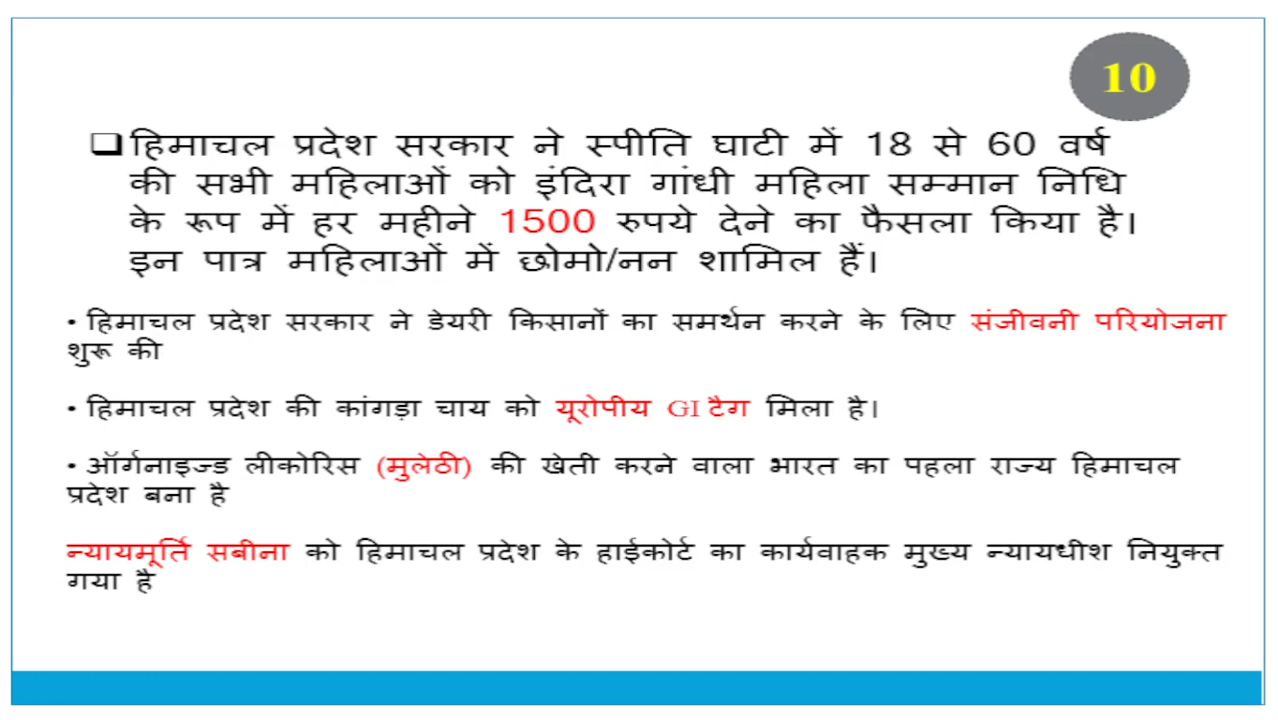 10
❑हिमाचल प्रदेश सरकार ने स्पीति घाटी में 18 से 60 वर्ष
की सभी महिलाओं को इंदिरा गांधी महिला सम्मान निधि
के रूप में हर महीने 1500 रुपये देने का फैसला किया है।
इन पात्र महिलाओं में छोमो/नन शामिल हैं।
• हिमाचल प्रदेश सरकार ने डेयरी किसानों का समर्थन करने के लिए संजीवनी परियोजना
शुरू की
• हिमाचल प्रदेश की कांगड़ा चाय को यूरोपीय GI टैग मिला है।
• ऑर्गनाइज्ड लीकोरिस (मुलेठी) की खेती करने वाला भारत का पहला राज्य हिमाचल
प्रदेश बना है
न्यायमूर्ति सबीना को हिमाचल प्रदेश के हाईकोर्ट का कार्यवाहक मुख्य न्यायधीश नियुक्त
गया है